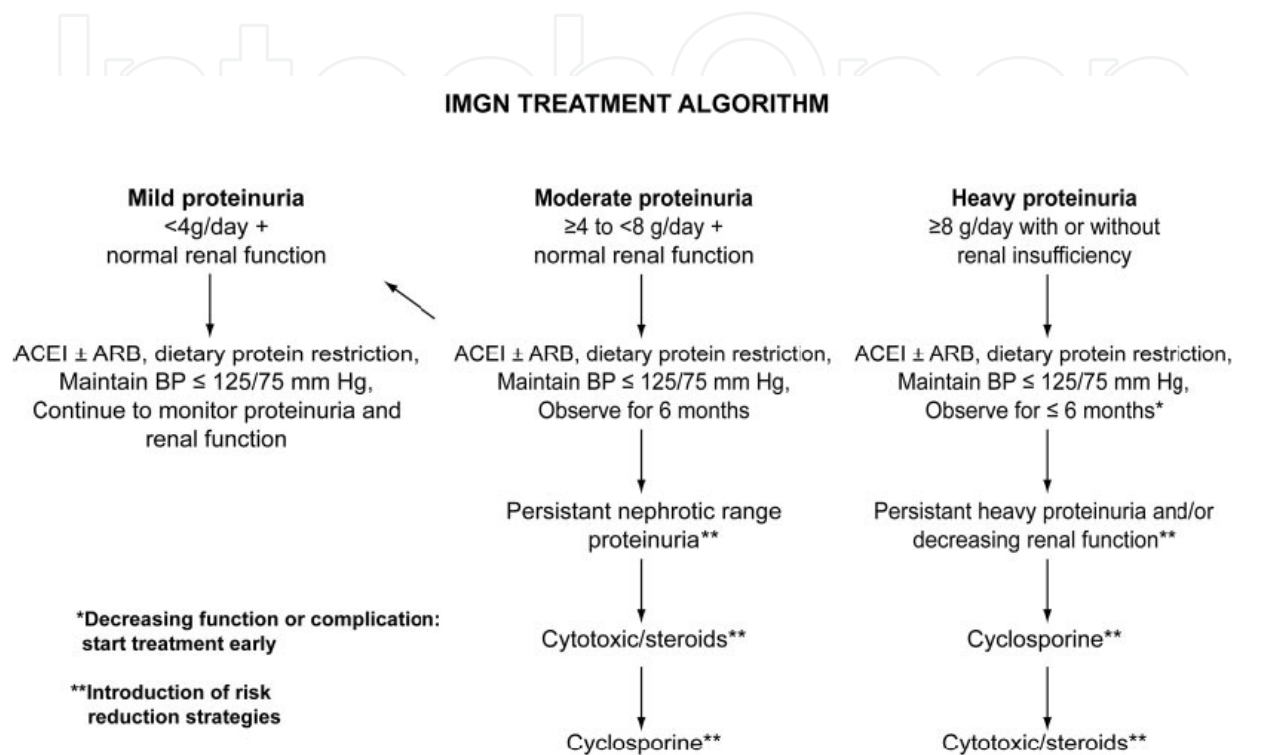 IntechOpen
IMGN TREATMENT ALGORITHM
Mild proteinuria
<4g/day +
normal renal function
ACEI ± ARB, dietary protein restriction,
Maintain BP ≤ 125/75 mm Hg,
Continue to monitor proteinuria and
renal function
Moderate proteinuria
≥4 to <8 g/day +
normal renal function
ACEI ± ARB, dietary protein restriction,
Maintain BP ≤ 125/75 mm Hg,
Observe for 6 months
Persistant nephrotic range
proteinuria**
Cytotoxic/steroids**
Cyclosporine**
Heavy proteinuria
≥8 g/day with or without
renal insufficiency
ACEI ± ARB, dietary protein restriction,
Maintain BP ≤ 125/75 mm Hg,
Observe for ≤ 6 months*
Persistant heavy proteinuria and/or
decreasing renal function**
Cyclosporine**
Cytotoxic/steroids**
*Decreasing function or complication:
start treatment early
**Introduction of risk
reduction strategies